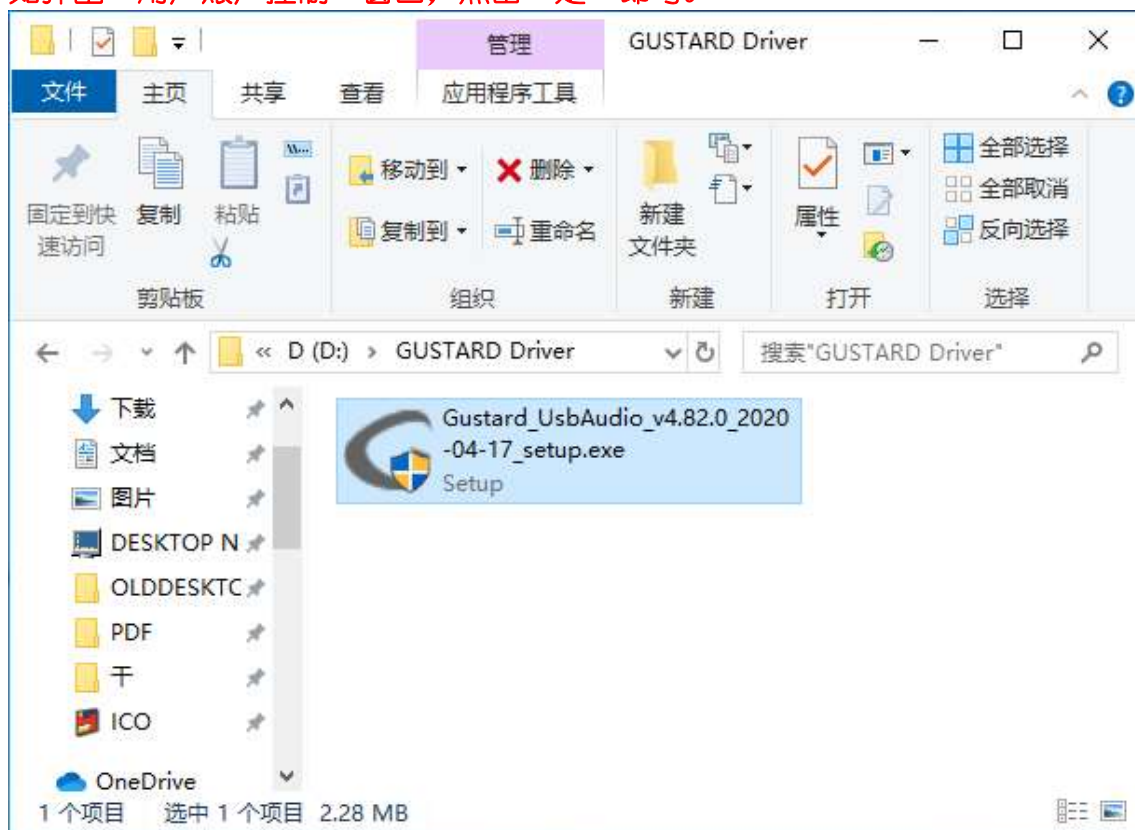 管理
GUSTARD Driver
文件 主页 共享 查看 应用程序工具
固定到快速访问
复制
粘贴
剪贴板
移动到
复制到
删除
重命名
组织
新建
文件夹
新建
属性
打开
全部选择
全部取消
反向选择
选择
« D (D:) › GUSTARD Driver
搜索"GUSTARD Driver"
下载
文档
图片
DESKTOP N
OLDDESKTC
PDF
干
ICO
OneDrive
Gustard_UsbAudio_v4.82.0_2020
-04-17_setup.exe
Setup
1 个项目 选中 1 个项目 2.28 MB